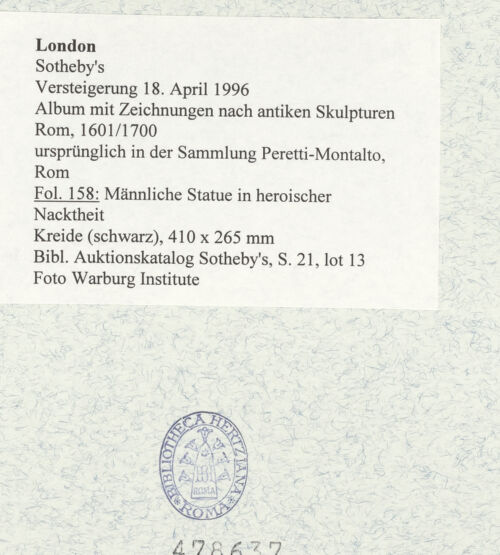 London
Sotheby's
Versteigerung 18. April 1996
Album mit Zeichnungen nach antiken Skulpturen
Rom, 1601/1700
ursprünglich in der Sammlung Peretti-Montalto,
Rom
Fol. 158: Männliche Statue in heroischer
Nacktheit
Kreide (schwarz), 410 x 265 mm
Bibl. Auktionskatalog Sotheby's, S. 21, lot 13
Foto Warburg Institute
BIBLIOTHECA HERTZIANA
ROMA
ROMA
478637